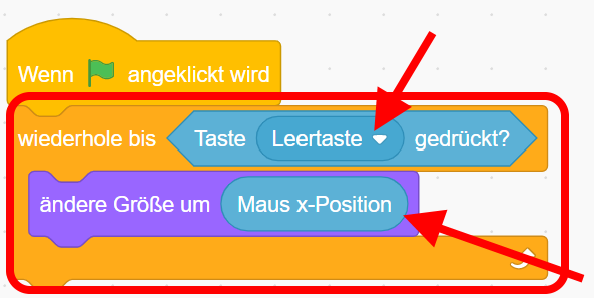 Wenn angeklickt wird
wiederhole bis Taste Leertaste gedrückt?
ändere Größe um Maus x-Position